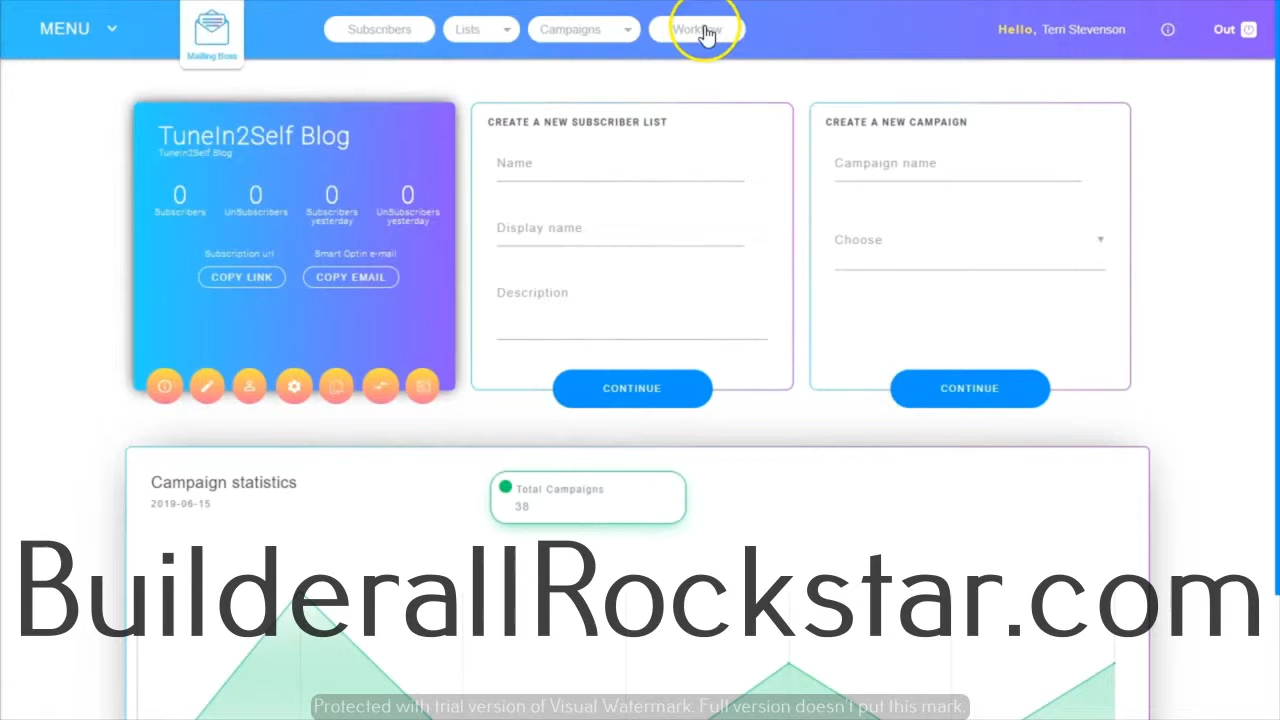 MENU
Mailing Boss
Subscribers
Lists
Campaigns
Workflow
Hello, Terri Stevenson
Out
TuneIn2Self Blog
TuneIn2Self Blog
0 0 0 0
Subscribers UnSubscribers Subscribers yesterday UnSubscribers yesterday
Subscription url Smart Optin e-mail
COPY LINK COPY EMAIL
CREATE A NEW SUBSCRIBER LIST
Name
Display name
Description
CONTINUE
CREATE A NEW CAMPAIGN
Campaign name
Choose
CONTINUE
Campaign statistics
2019-06-15
Total Campaigns
38
BuilderallRockstar.com
Protected with trial version of Visual Watermark. Full version doesn't put this mark.